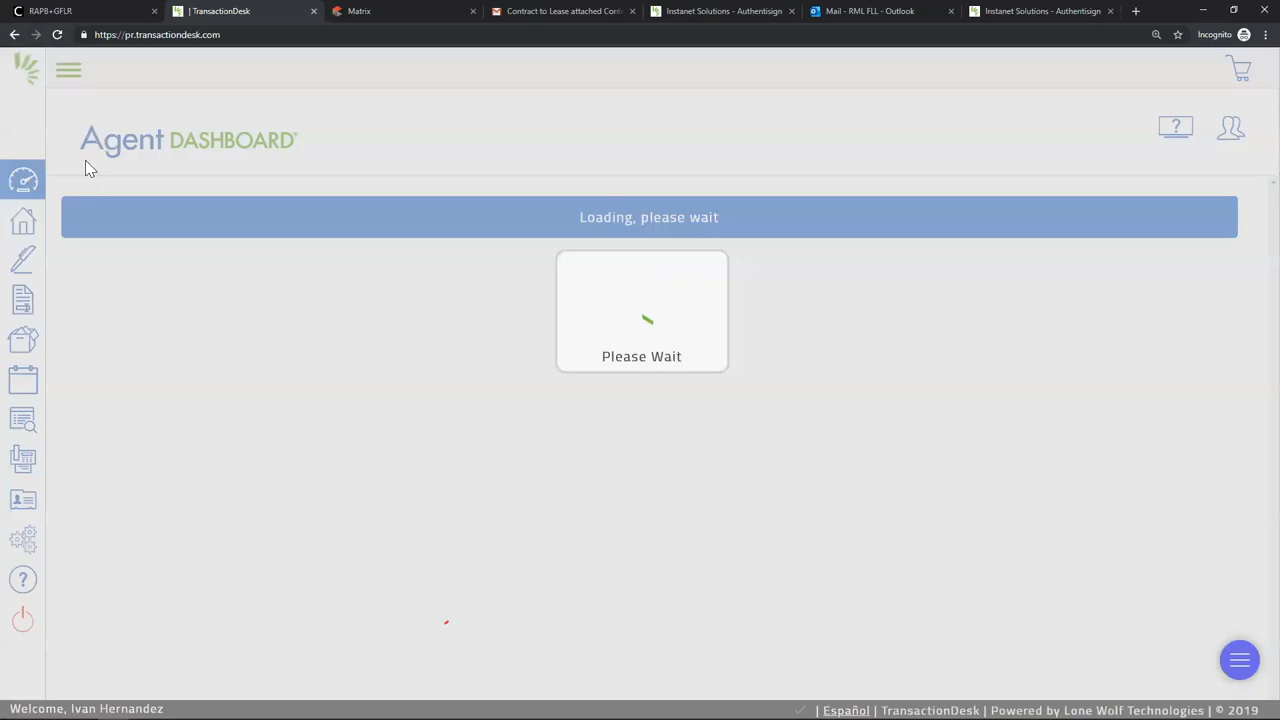 RAPB+GFLR
| TransactionDesk
Matrix
Contract to Lease attached Contr
Instanet Solutions - Authentisign
Mail - RML FLL - Outlook
Instanet Solutions - Authentisign
https://pr.transactiondesk.com
Incognito
Agent DASHBOARD®
Loading, please wait
Please Wait
Welcome, Ivan Hernandez
| Español | TransactionDesk | Powered by Lone Wolf Technologies | © 2019